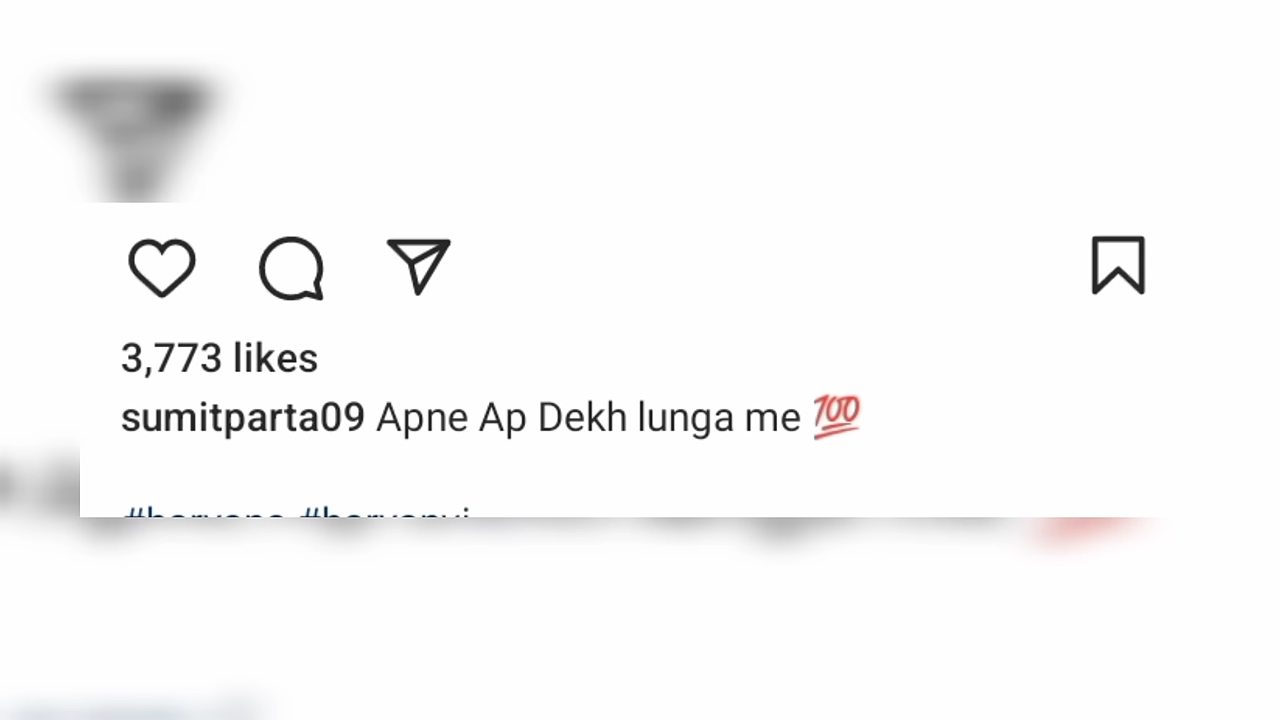 3,773 likes
sumitparta09 Apne Ap Dekh lunga me 💯